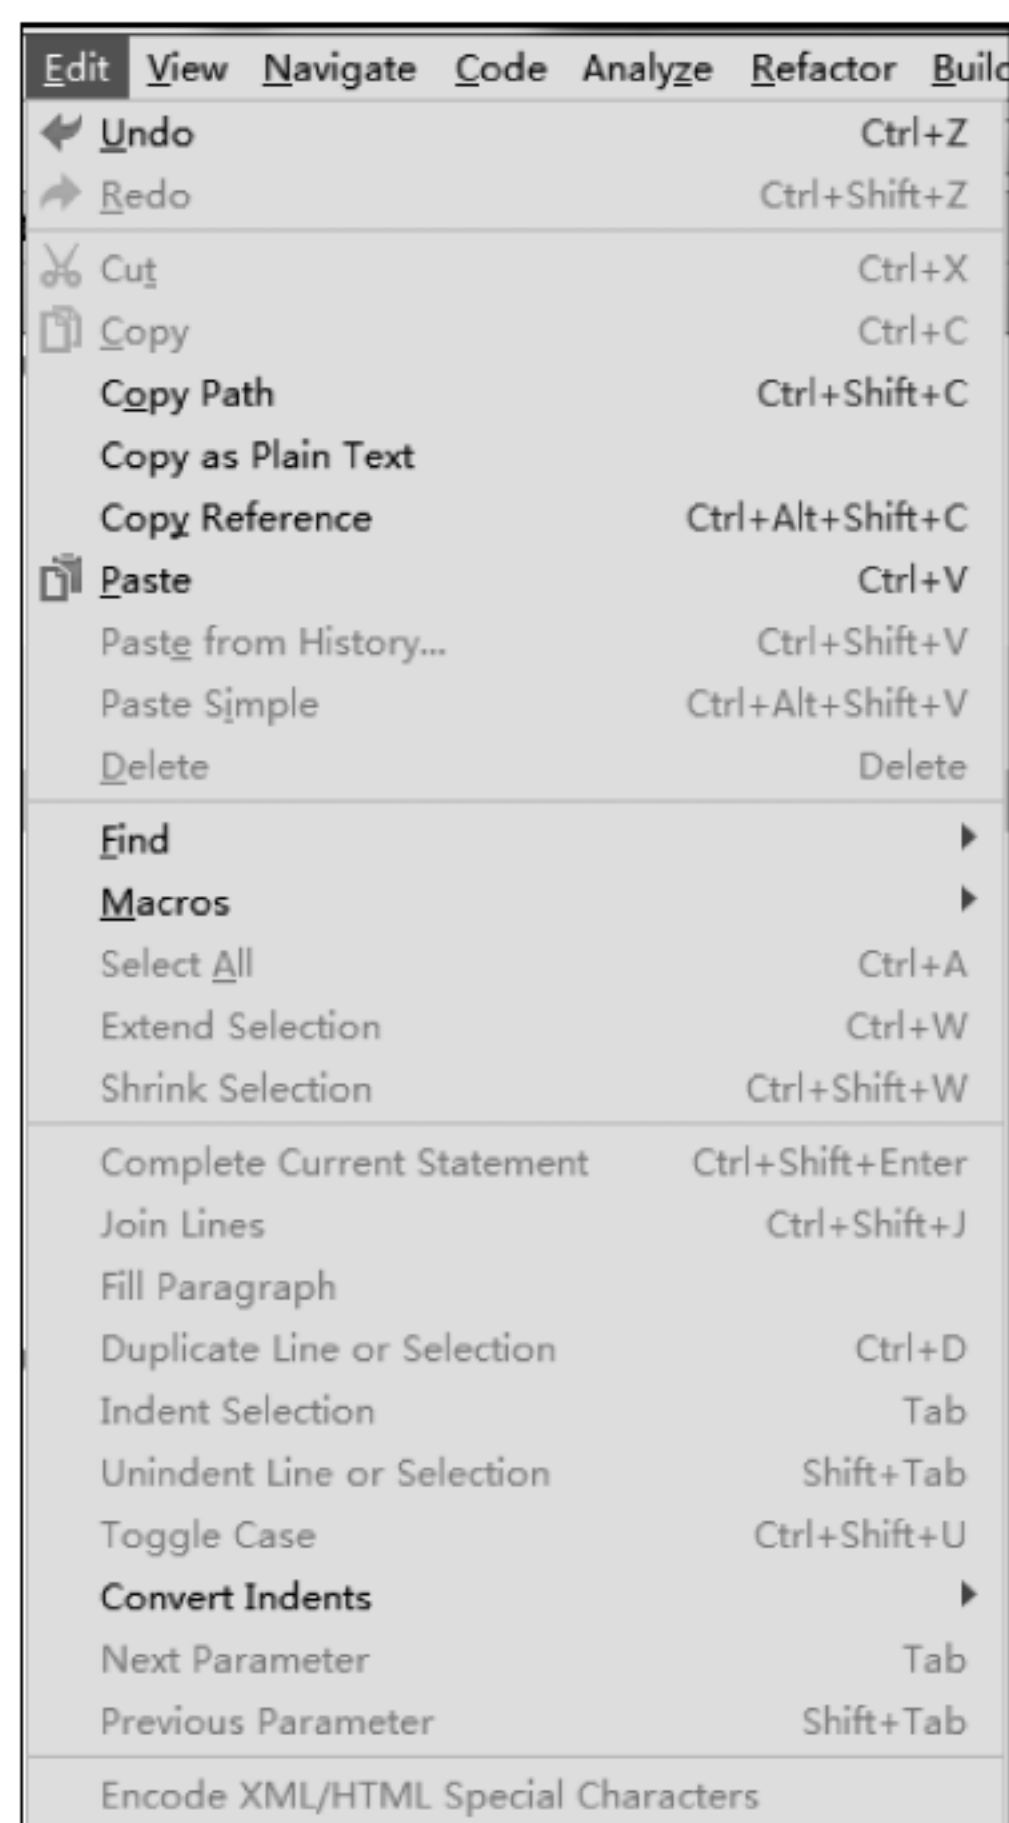 Edit View Navigate Code Analyze Refactor Buil
Undo Ctrl+Z
Redo Ctrl+Shift+Z
Cut Ctrl+X
Copy Ctrl+C
Copy Path Ctrl+Shift+C
Copy as Plain Text
Copy Reference Ctrl+Alt+Shift+C
Paste Ctrl+V
Paste from History... Ctrl+Shift+V
Paste Simple Ctrl+Alt+Shift+V
Delete Delete
Find
Macros
Select All Ctrl+A
Extend Selection Ctrl+W
Shrink Selection Ctrl+Shift+W
Complete Current Statement Ctrl+Shift+Enter
Join Lines Ctrl+Shift+J
Fill Paragraph
Duplicate Line or Selection Ctrl+D
Indent Selection Tab
Unindent Line or Selection Shift+Tab
Toggle Case Ctrl+Shift+U
Convert Indents
Next Parameter Tab
Previous Parameter Shift+Tab
Encode XML/HTML Special Characters